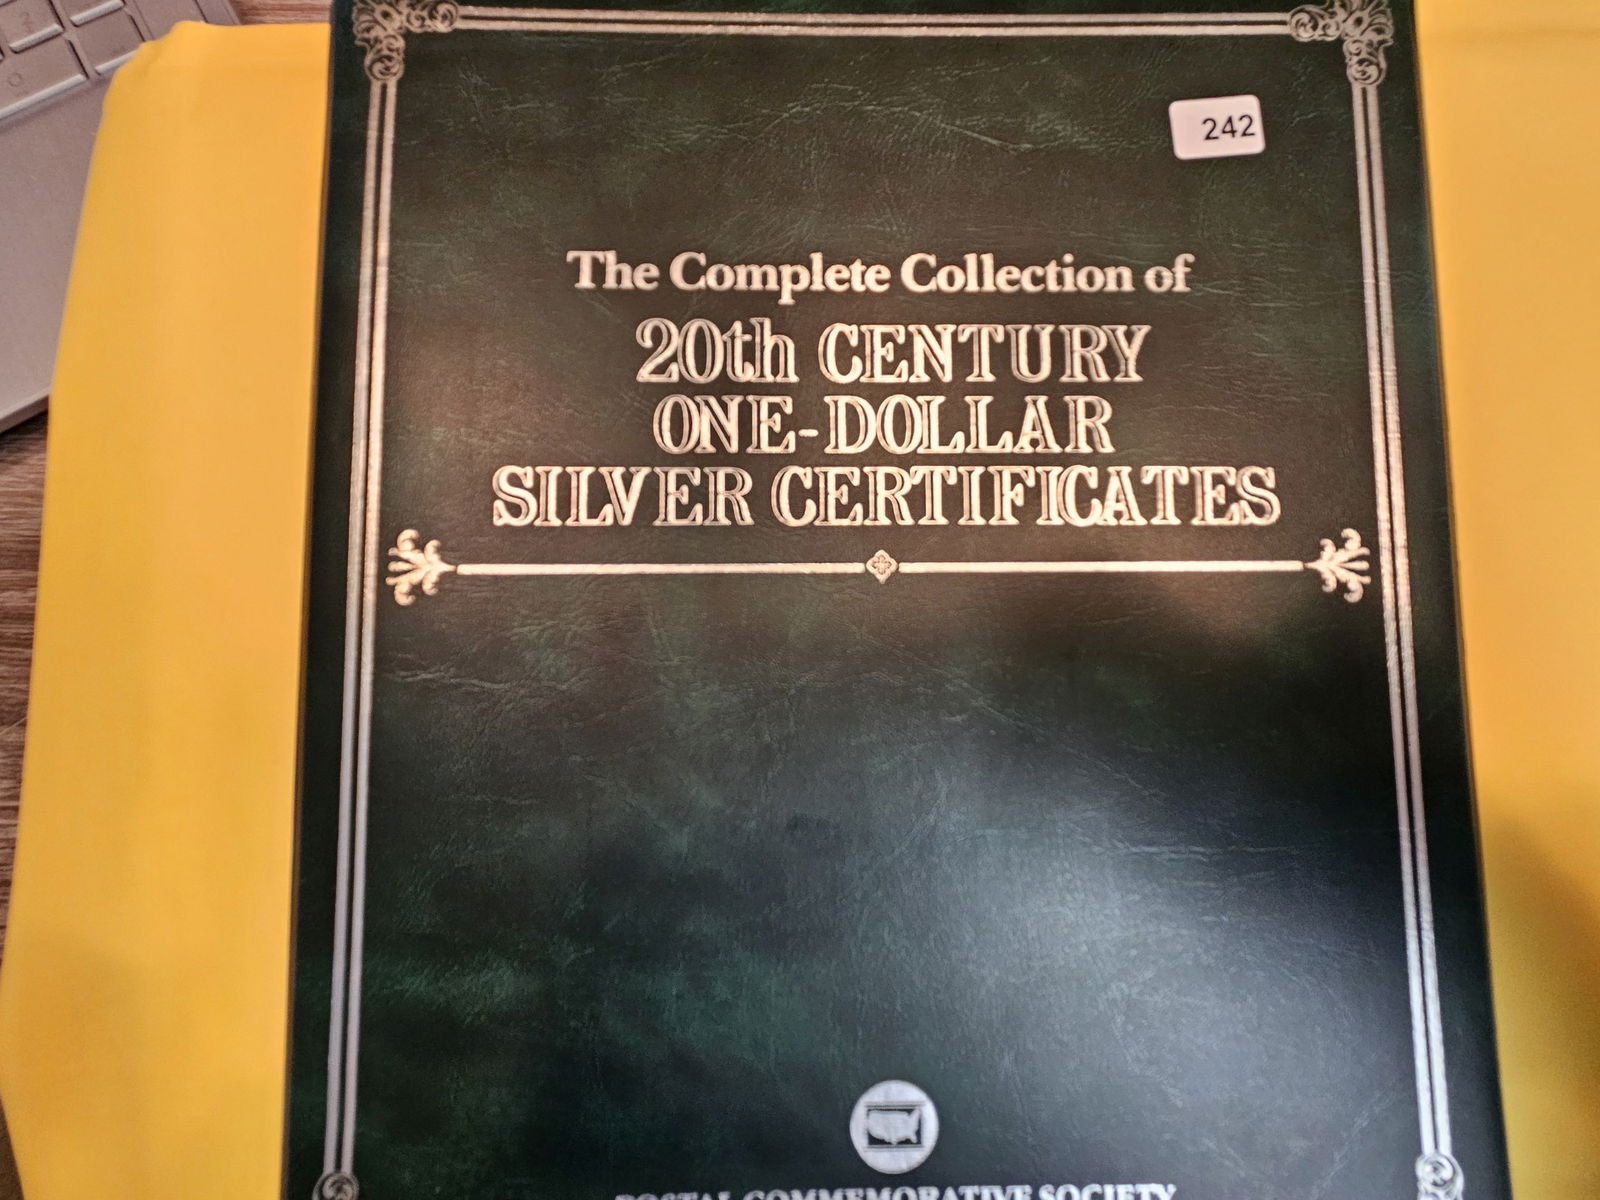 242
The Complete Collection of
20th CENTURY
ONE-DOLLAR
SILVER CERTIFICATES
POSTAL COMMEMORATIVE SOCIETY